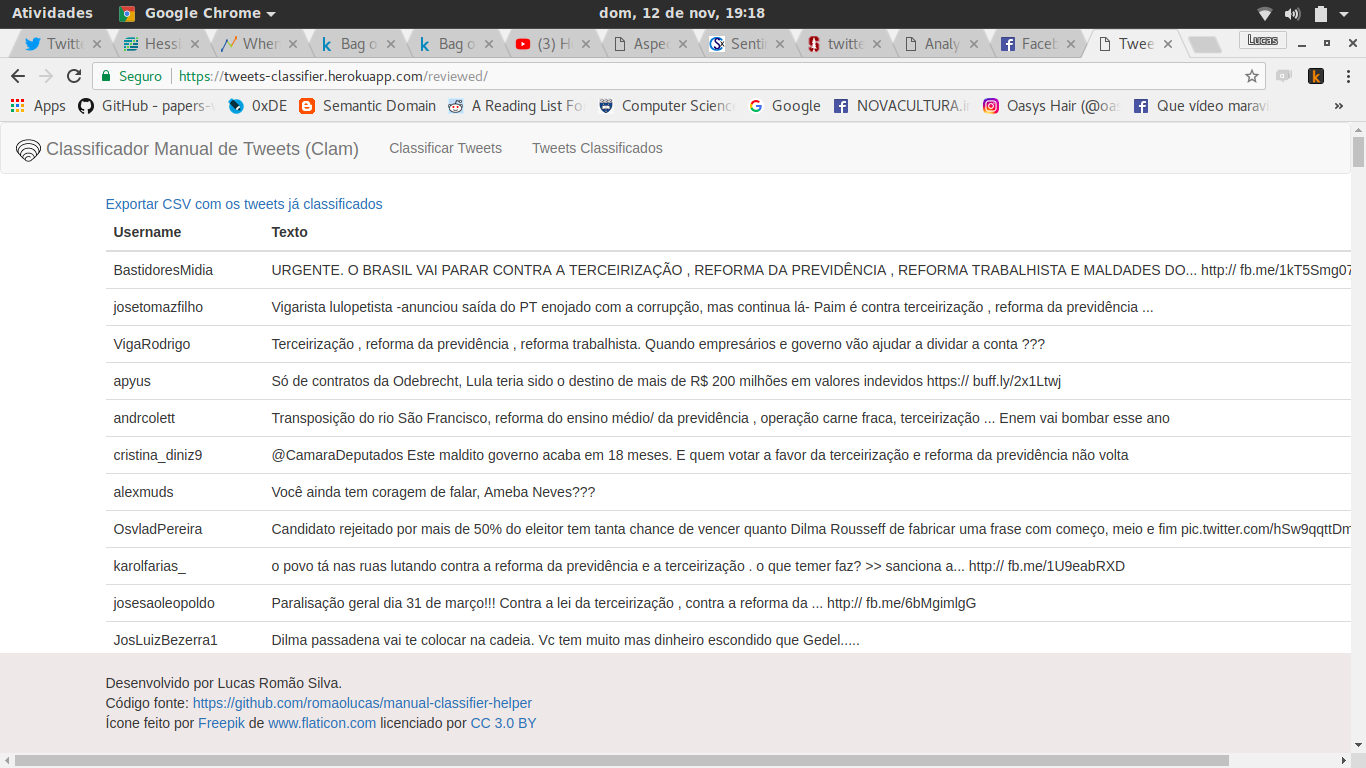 Atividades Google Chrome dom, 12 de nov, 19:18
Twitte Hessi When Bag o Bag o (3) H Aspec Senti twitte Analy Faceb Twee Lucas
Seguro https://tweets-classifier.herokuapp.com/reviewed/
Apps GitHub - papers- 0xDE Semantic Domain A Reading List Fo Computer Science Google NOVACULTURA.i Oasys Hair (@oas Que vídeo maravi »
Classificador Manual de Tweets (Clam) Classificar Tweets Tweets Classificados
Exportar CSV com os tweets já classificados
Username Texto
BastidoresMidia URGENTE. O BRASIL VAI PARAR CONTRA A TERCEIRIZAÇÃO , REFORMA DA PREVIDÊNCIA , REFORMA TRABALHISTA E MALDADES DO... http:// fb.me/1kT5Smg07
josetomazfilho Vigarista lulopetista -anunciou saída do PT enojado com a corrupção, mas continua lá- Paim é contra terceirização , reforma da previdência ...
VigaRodrigo Terceirização , reforma da previdência , reforma trabalhista. Quando empresários e governo vão ajudar a dividar a conta ???
apyus Só de contratos da Odebrecht, Lula teria sido o destino de mais de R$ 200 milhões em valores indevidos https:// buff.ly/2x1Ltwj
andrcolett Transposição do rio São Francisco, reforma do ensino médio/ da previdência , operação carne fraca, terceirização ... Enem vai bombar esse ano
cristina_diniz9 @CamaraDeputados Este maldito governo acaba em 18 meses. E quem votar a favor da terceirização e reforma da previdência não volta
alexmuds Você ainda tem coragem de falar, Ameba Neves???
OsvladPereira Candidato rejeitado por mais de 50% do eleitor tem tanta chance de vencer quanto Dilma Rousseff de fabricar uma frase com começo, meio e fim pic.twitter.com/hSw9qqttDm
karolfarias_ o povo tá nas ruas lutando contra a reforma da previdência e a terceirização . o que temer faz? >> sanciona a... http:// fb.me/1U9eabRXD
josesaoleopoldo Paralisação geral dia 31 de março!!! Contra a lei da terceirização , contra a reforma da ... http:// fb.me/6bMgimlgG
JosLuizBezerra1 Dilma passadena vai te colocar na cadeia. Vc tem muito mas dinheiro escondido que Gedel.....
Desenvolvido por Lucas Romão Silva.
Código fonte: https://github.com/romaolucas/manual-classifier-helper
Ícone feito por Freepik de www.flaticon.com licenciado por CC 3.0 BY